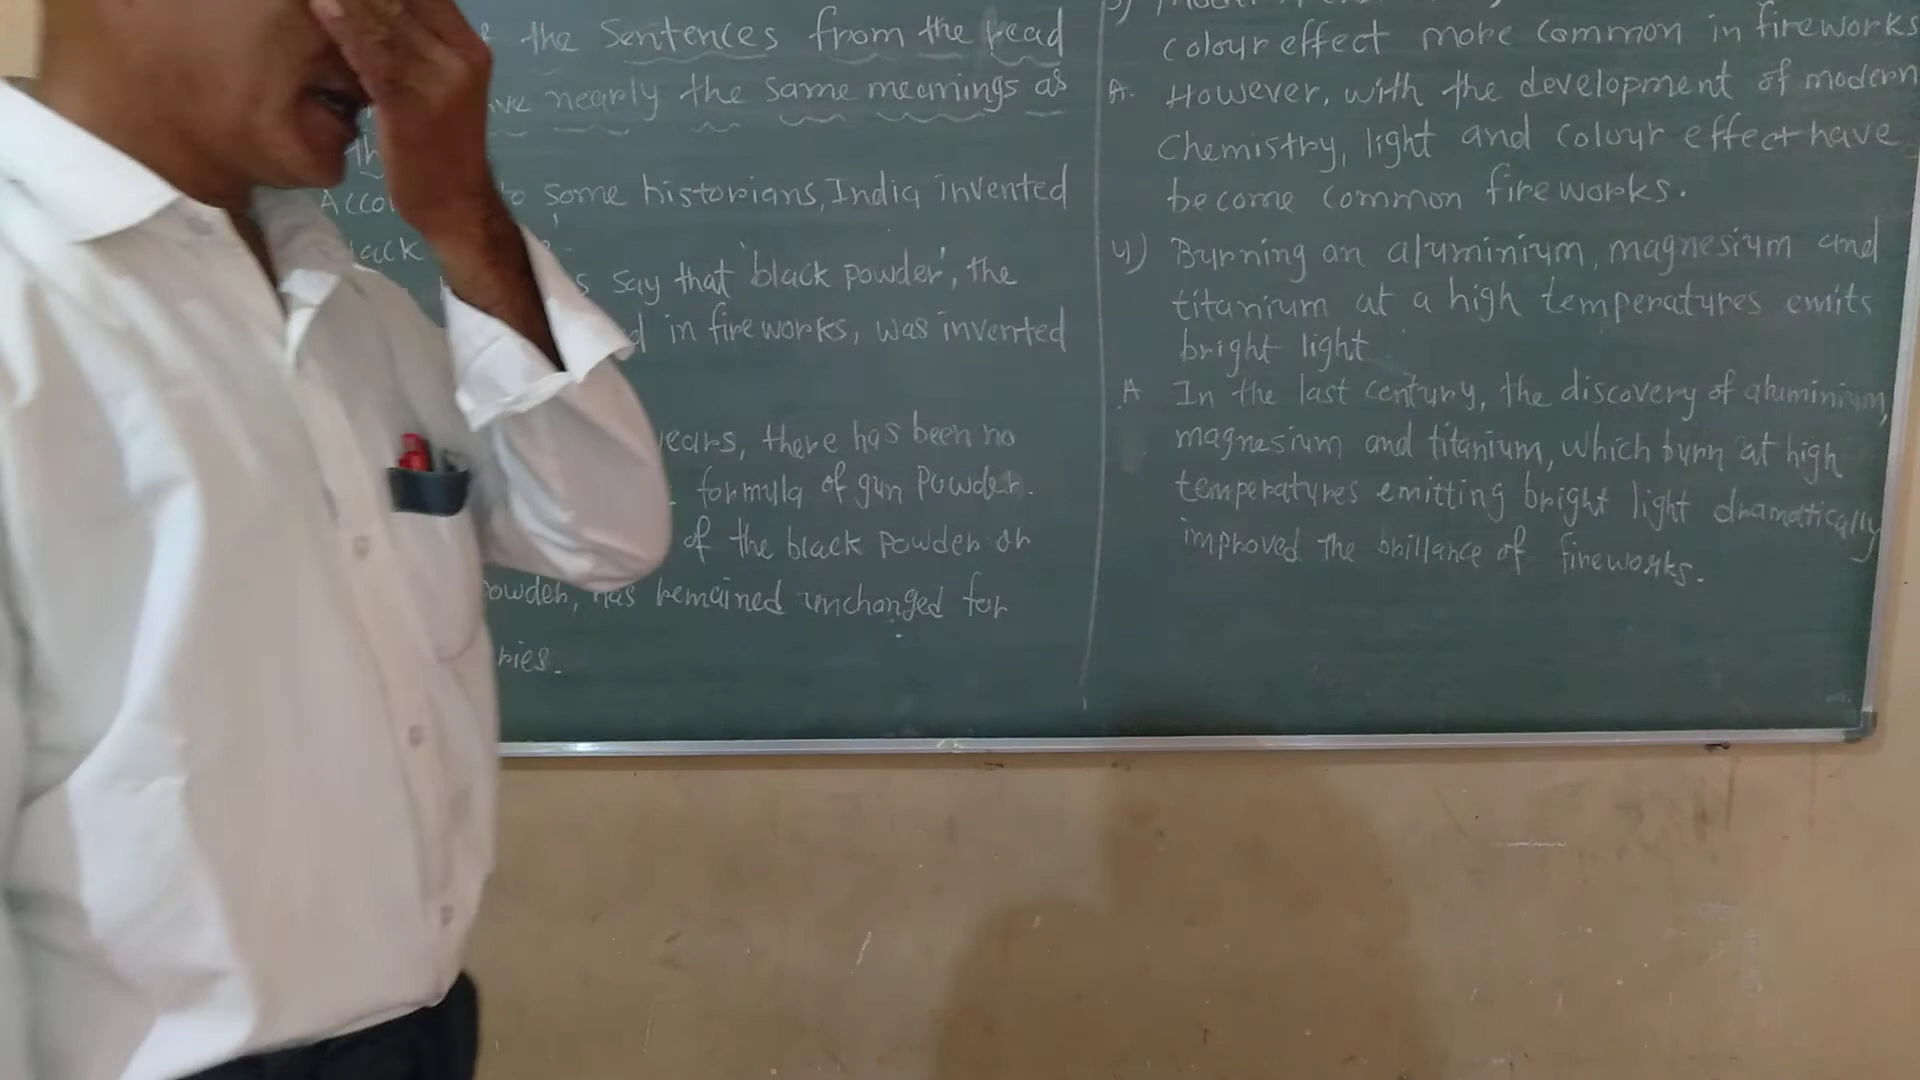 the Sentences from the read
nearly the same meanings as
to some historians, India invented
say that 'black powder', the
in fireworks, was invented
years, there has been no
formula of gun Powder.
of the black powder or
powder, has remained unchanged for
colour effect more common in fireworks
A. However, with the development of modern
Chemistry, light and colour effect have
become common fireworks.
4) Burning an aluminium, magnesium and
titanium at a high temperatures emits
bright light
A In the last century, the discovery of aluminium,
magnesium and titanium, which burn at high
temperatures emitting bright light dramatically
improved the brillance of fireworks.